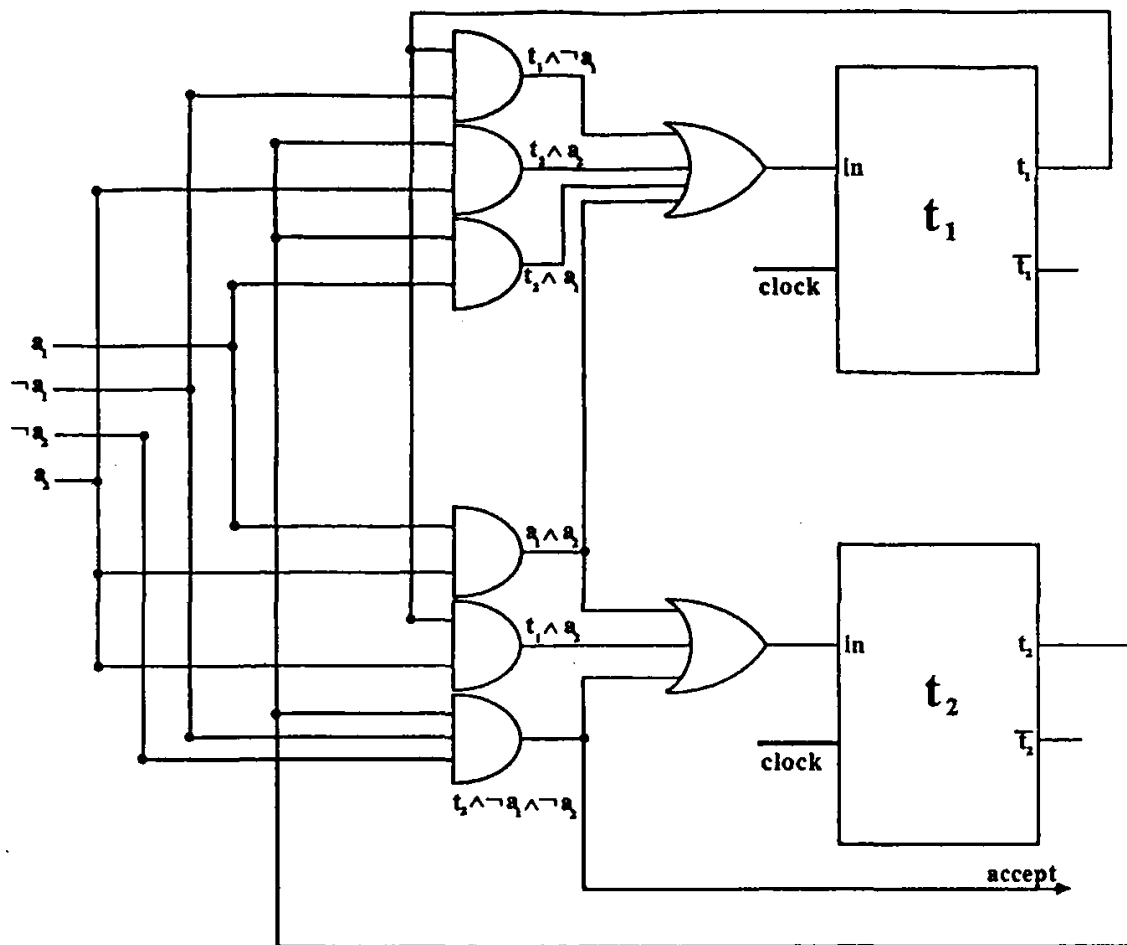 t₁ ∧ ¬a₁
t₂ ∧ a₂
t₂ ∧ a₁
in
t₁
t₁
t̅₁
clock
a₁
¬a₁
¬a₂
a₂
a₁ ∧ a₂
t₁ ∧ a₂
in
t₂
t₂
t̅₂
clock
t₂ ∧ ¬a₁ ∧ ¬a₂
accept